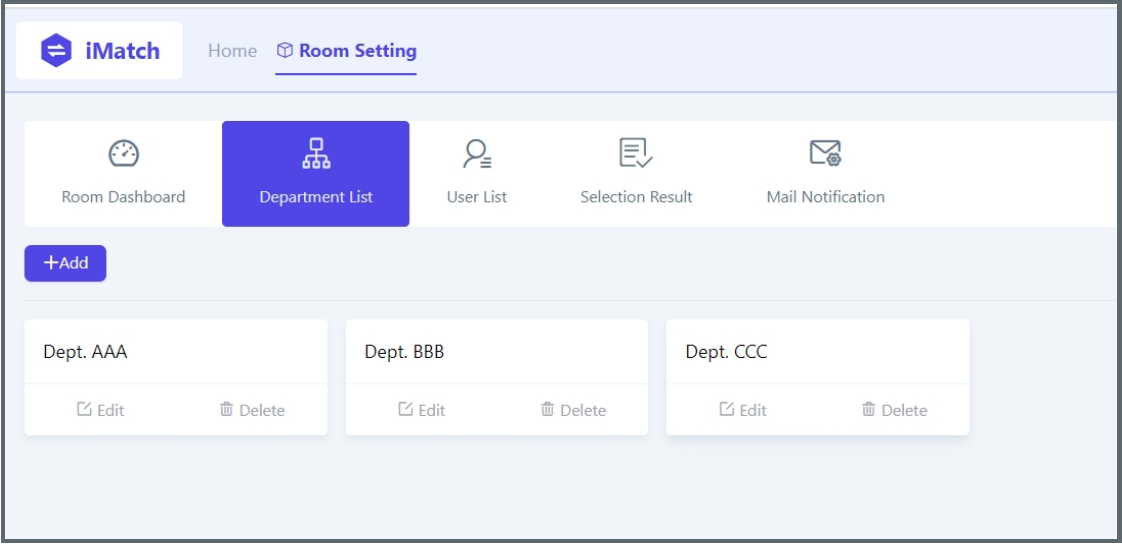 iMatch Home Room Setting
Room Dashboard Department List User List Selection Result Mail Notification
+Add
Dept. AAA Dept. BBB Dept. CCC
Edit Delete Edit Delete Edit Delete